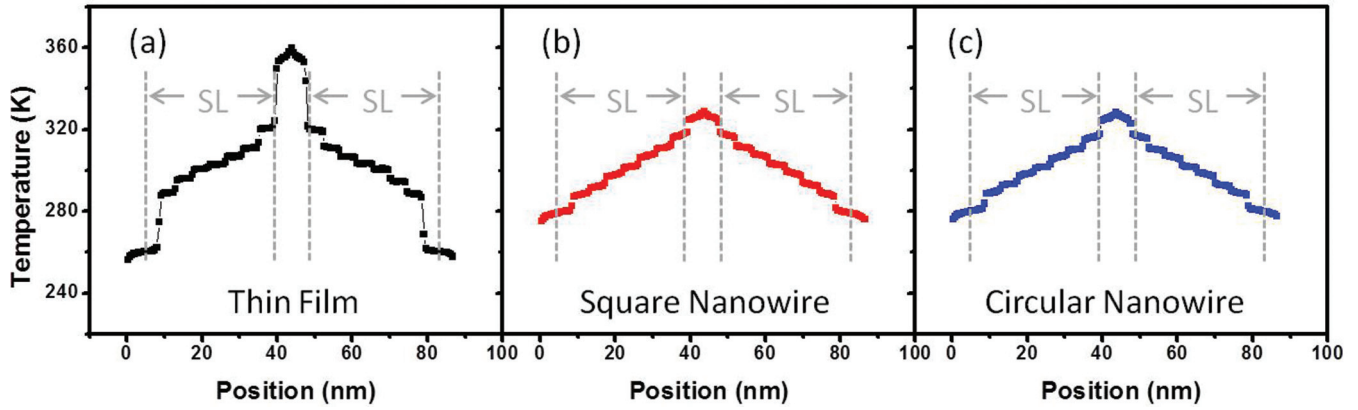 (a)
(b)
(c)
SL SL
SL SL
SL SL
Temperature (K)
360
320
280
240
Thin Film
Square Nanowire
Circular Nanowire
0 20 40 60 80 100
0 20 40 60 80 100
0 20 40 60 80 100
Position (nm)
Position (nm)
Position (nm)